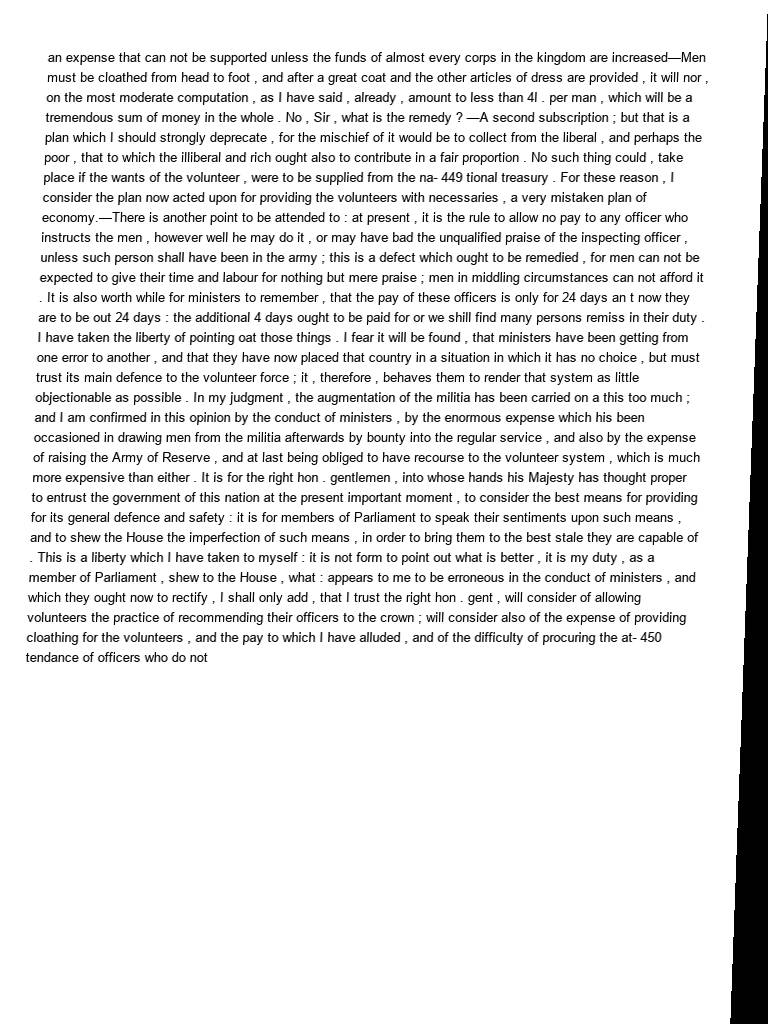 an expense that can not be supported unless the funds of almost every corps in the kingdom are increased—Men
must be cloathed from head to foot , and after a great coat and the other articles of dress are provided , it will nor ,
on the most moderate computation , as I have said , already , amount to less than 4l . per man , which will be a
tremendous sum of money in the whole . No , Sir , what is the remedy ? —A second subscription ; but that is a
plan which I should strongly deprecate , for the mischief of it would be to collect from the liberal , and perhaps the
poor , that to which the illiberal and rich ought also to contribute in a fair proportion . No such thing could , take
place if the wants of the volunteer , were to be supplied from the na- 449 tional treasury . For these reason , I
consider the plan now acted upon for providing the volunteers with necessaries , a very mistaken plan of
economy.—There is another point to be attended to : at present , it is the rule to allow no pay to any officer who
instructs the men , however well he may do it , or may have bad the unqualified praise of the inspecting officer ,
unless such person shall have been in the army ; this is a defect which ought to be remedied , for men can not be
expected to give their time and labour for nothing but mere praise ; men in middling circumstances can not afford it
. It is also worth while for ministers to remember , that the pay of these officers is only for 24 days an t now they
are to be out 24 days : the additional 4 days ought to be paid for or we shill find many persons remiss in their duty .
I have taken the liberty of pointing oat those things . I fear it will be found , that ministers have been getting from
one error to another , and that they have now placed that country in a situation in which it has no choice , but must
trust its main defence to the volunteer force ; it , therefore , behaves them to render that system as little
objectionable as possible . In my judgment , the augmentation of the militia has been carried on a this too much ;
and I am confirmed in this opinion by the conduct of ministers , by the enormous expense which his been
occasioned in drawing men from the militia afterwards by bounty into the regular service , and also by the expense
of raising the Army of Reserve , and at last being obliged to have recourse to the volunteer system , which is much
more expensive than either . It is for the right hon . gentlemen , into whose hands his Majesty has thought proper
to entrust the government of this nation at the present important moment , to consider the best means for providing
for its general defence and safety : it is for members of Parliament to speak their sentiments upon such means ,
and to shew the House the imperfection of such means , in order to bring them to the best stale they are capable of
. This is a liberty which I have taken to myself : it is not form to point out what is better , it is my duty , as a
member of Parliament , shew to the House , what : appears to me to be erroneous in the conduct of ministers , and
which they ought now to rectify , I shall only add , that I trust the right hon . gent , will consider of allowing
volunteers the practice of recommending their officers to the crown ; will consider also of the expense of providing
cloathing for the volunteers , and the pay to which I have alluded , and of the difficulty of procuring the at- 450
tendance of officers who do not